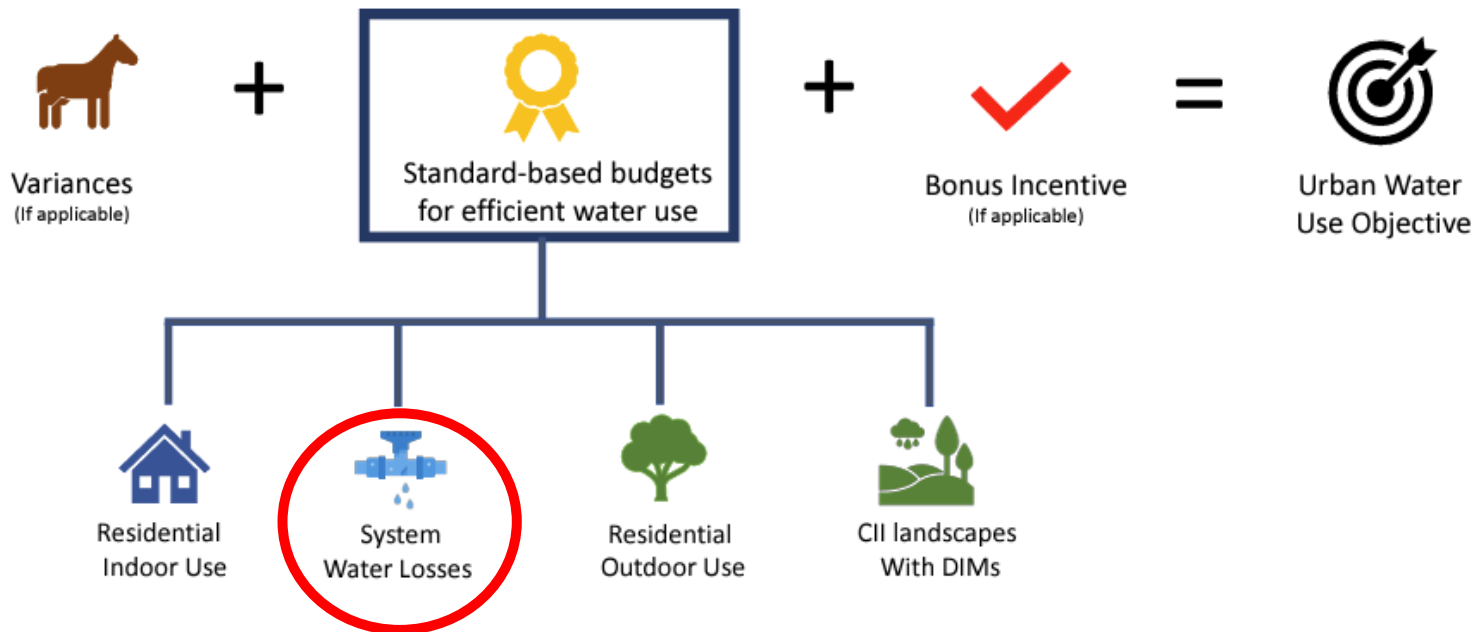 +
+
=
Variances
(If applicable)
Standard-based budgets
for efficient water use
Bonus Incentive
(If applicable)
Urban Water
Use Objective
Residential
Indoor Use
System
Water Losses
Residential
Outdoor Use
CII landscapes
With DIMs